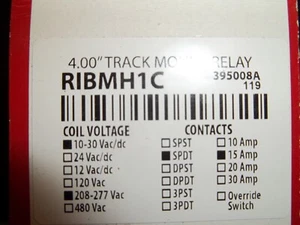 4.00" TRACK MOUNT RELAY
RIBMH1C
395008A
119
COIL VOLTAGE
CONTACTS
10-30 Vac/dc
SPST
10 Amp
24 Vac/dc
SPDT
15 Amp
12 Vac/dc
DPST
20 Amp
120 Vac
DPDT
30 Amp
208-277 Vac
3PST
Override
480 Vac
3PDT
Switch